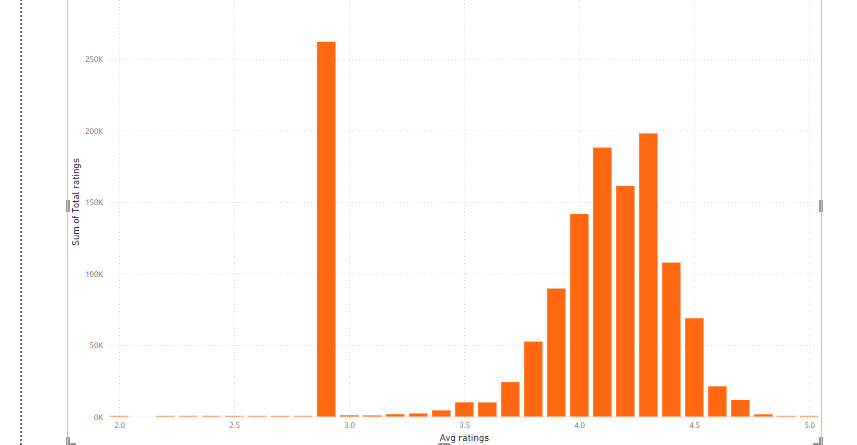 Sum of Total ratings
250K
200K
150K
100K
50K
0K
2.0 2.5 3.0 3.5 4.0 4.5 5.0
Avg ratings